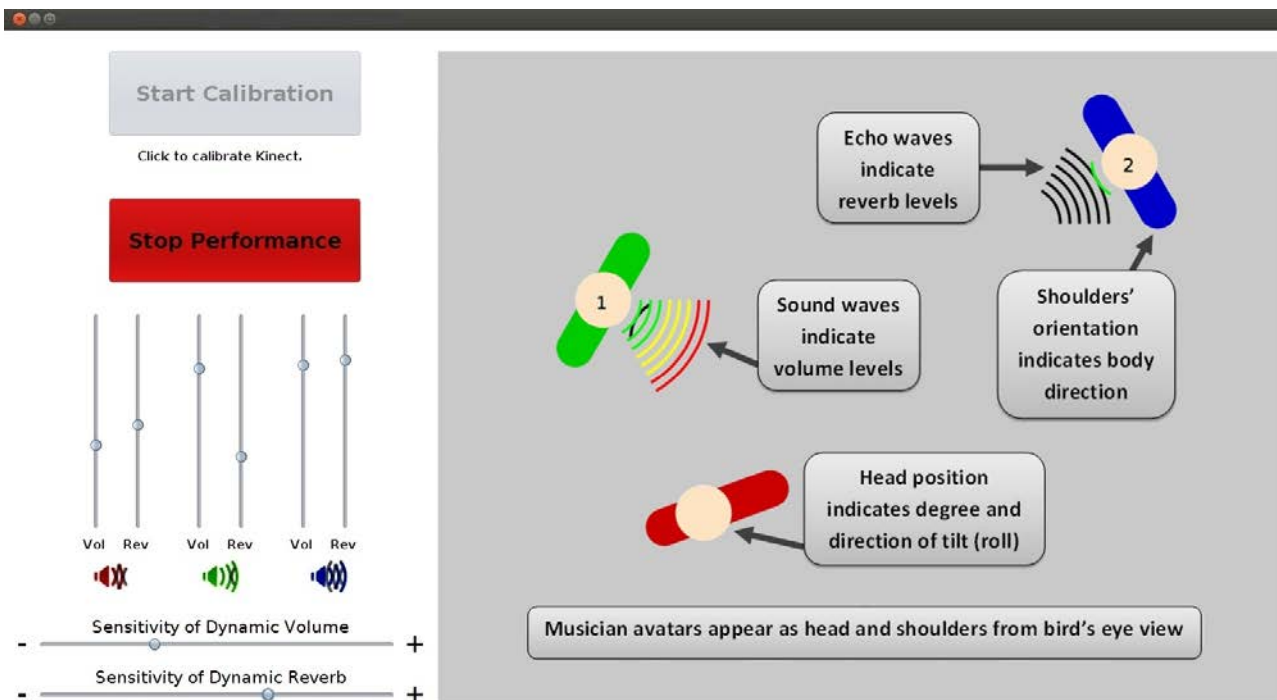 Start Calibration
Click to calibrate Kinect.
Stop Performance
Vol Rev Vol Rev Vol Rev
Sensitivity of Dynamic Volume
- +
Sensitivity of Dynamic Reverb
- +
Echo waves
indicate
reverb levels
2
1
Sound waves
indicate
volume levels
Shoulders’
orientation
indicates body
direction
Head position
indicates degree and
direction of tilt (roll)
Musician avatars appear as head and shoulders from bird’s eye view